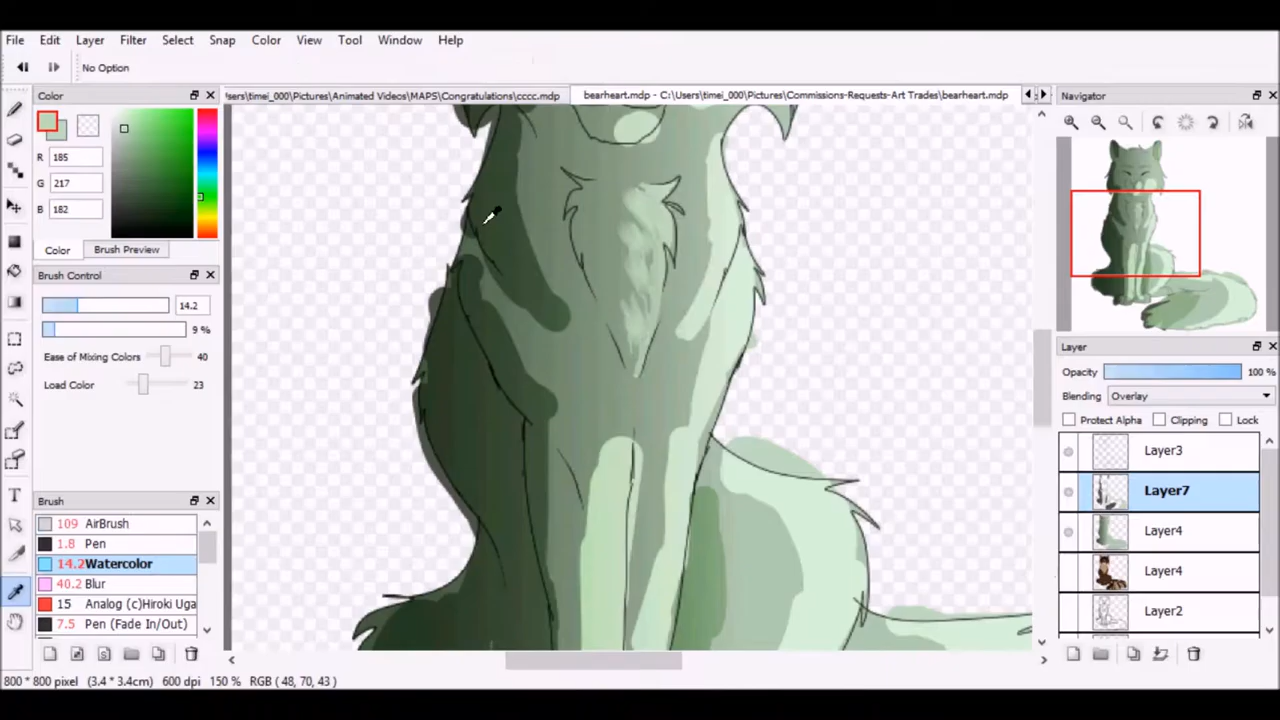 File Edit Layer Filter Select Snap Color View Tool Window Help
No Option
Color
R 185
G 217
B 182
Color Brush Preview
Brush Control
14.2
9 %
Ease of Mixing Colors 40
Load Color 23
Brush
109 AirBrush
1.8 Pen
14.2 Watercolor
40.2 Blur
15 Analog (c)Hiroki Uga
7.5 Pen (Fade In/Out)
sers\timei_000\Pictures\Animated Videos\MAPS\Congratulations\cccc.mdp
bearheart.mdp - C:\Users\timei_000\Pictures\Commissions-Requests-Art Trades\bearheart.mdp
Navigator
Layer
Opacity 100 %
Blending Overlay
Protect Alpha Clipping Lock
Layer3
Layer7
Layer4
Layer4
Layer2
800 * 800 pixel (3.4 * 3.4cm) 600 dpi 150 % RGB ( 48, 70, 43 )